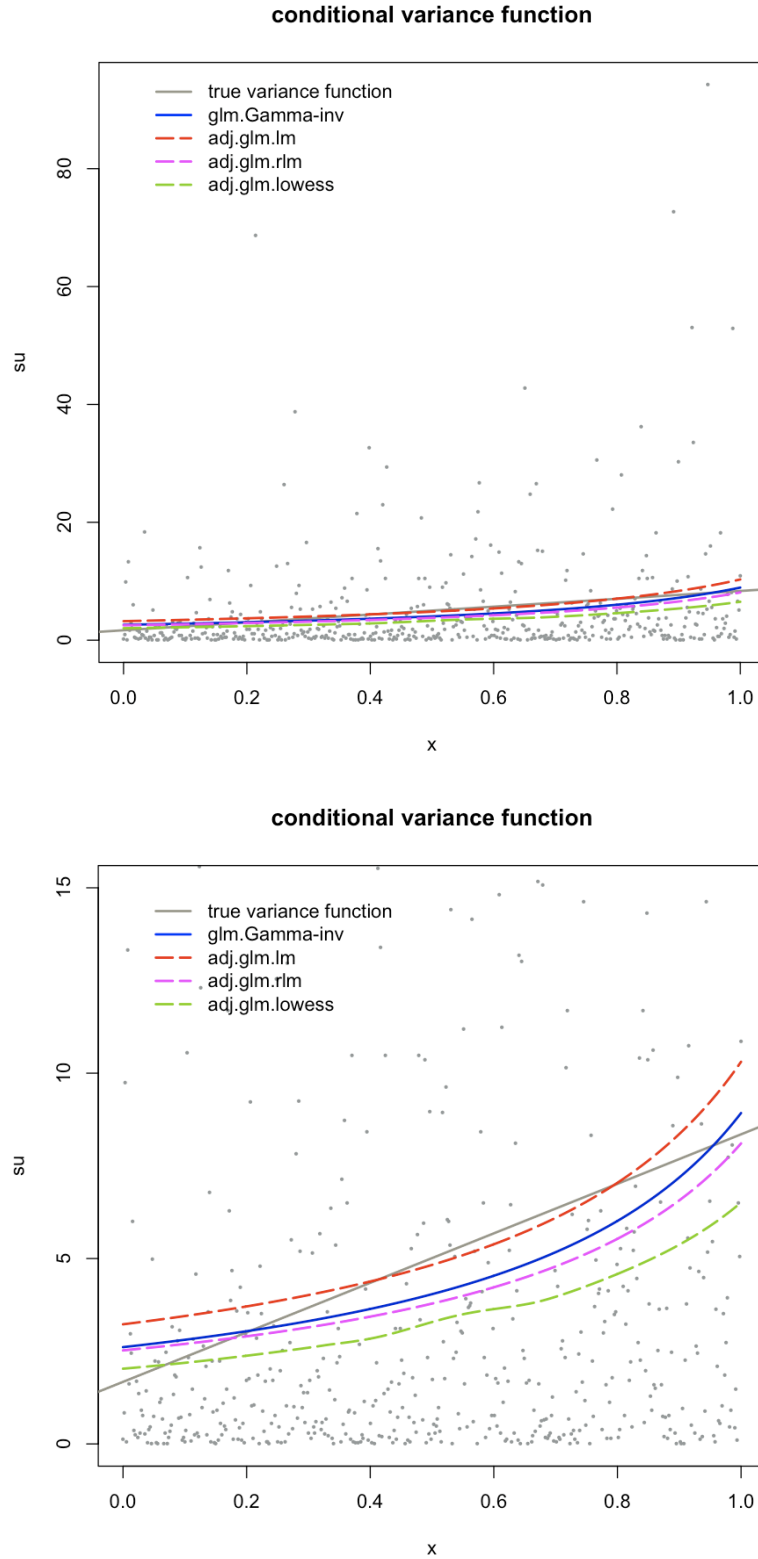 conditional variance function
true variance function
glm.Gamma-inv
adj.glm.lm
adj.glm.rlm
adj.glm.lowess
80
60
40
20
0
su
0.0 0.2 0.4 0.6 0.8 1.0
x
conditional variance function
true variance function
glm.Gamma-inv
adj.glm.lm
adj.glm.rlm
adj.glm.lowess
15
10
5
0
su
0.0 0.2 0.4 0.6 0.8 1.0
x